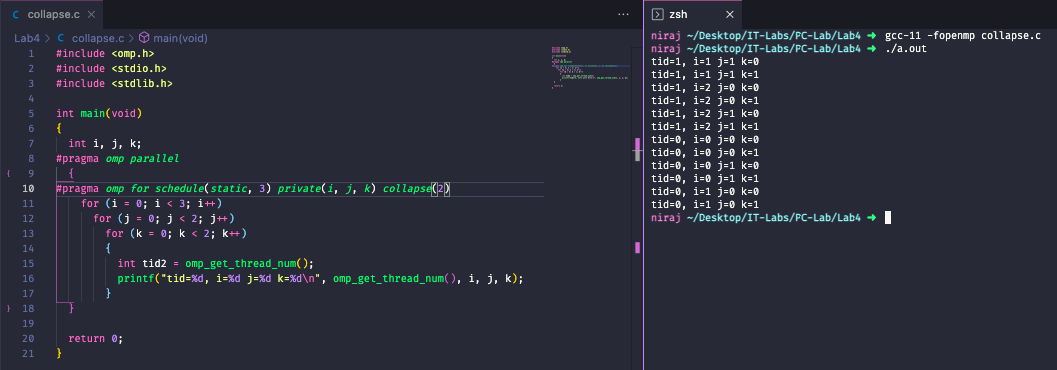 C collapse.c ×
Lab4 > C collapse.c > main(void)
1 #include <omp.h>
2 #include <stdio.h>
3 #include <stdlib.h>
4
5 int main(void)
6 {
7 int i, j, k;
8 #pragma omp parallel
9 {
10 #pragma omp for schedule(static, 3) private(i, j, k) collapse(2)
11 for (i = 0; i < 3; i++)
12 for (j = 0; j < 2; j++)
13 for (k = 0; k < 2; k++)
14 {
15 int tid2 = omp_get_thread_num();
16 printf("tid=%d, i=%d j=%d k=%d\n", omp_get_thread_num(), i, j, k);
17 }
18 }
19
20 return 0;
21 }
zsh ×
niraj ~/Desktop/IT-Labs/PC-Lab/Lab4 ➜ gcc-11 -fopenmp collapse.c
niraj ~/Desktop/IT-Labs/PC-Lab/Lab4 ➜ ./a.out
tid=1, i=1 j=1 k=0
tid=1, i=1 j=1 k=1
tid=1, i=2 j=0 k=0
tid=1, i=2 j=0 k=1
tid=1, i=2 j=1 k=0
tid=1, i=2 j=1 k=1
tid=0, i=0 j=0 k=0
tid=0, i=0 j=0 k=1
tid=0, i=0 j=1 k=0
tid=0, i=0 j=1 k=1
tid=0, i=1 j=0 k=0
tid=0, i=1 j=0 k=1
niraj ~/Desktop/IT-Labs/PC-Lab/Lab4 ➜